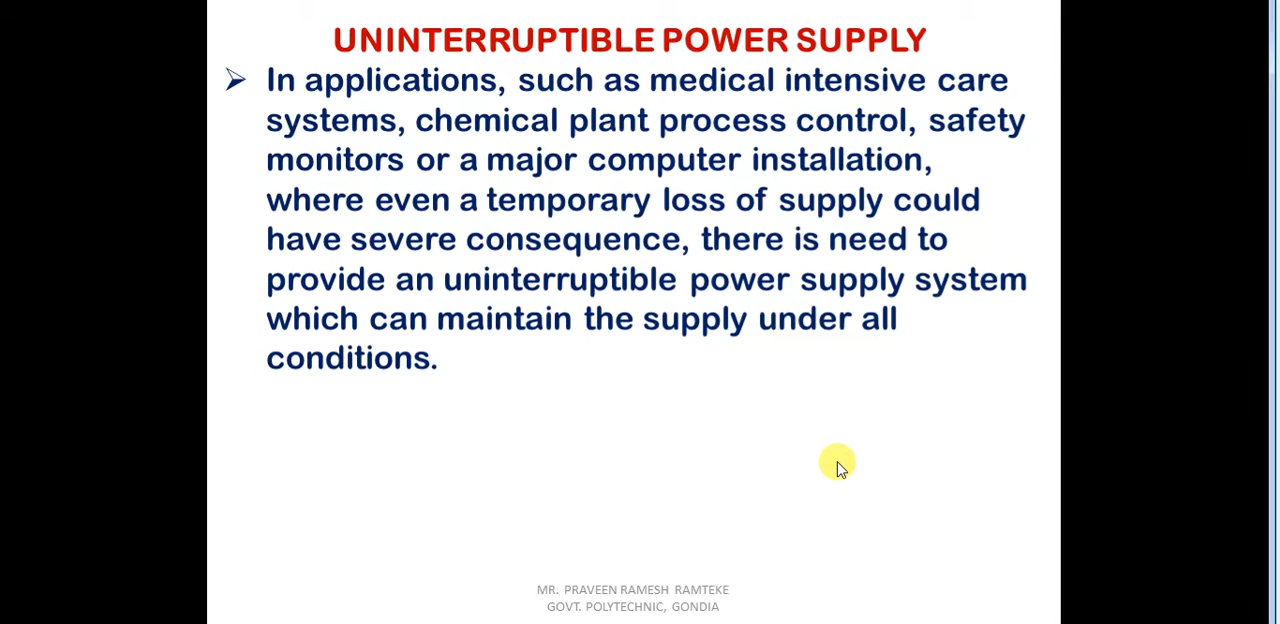 UNINTERRUPTIBLE POWER SUPPLY
➢ In applications, such as medical intensive care
systems, chemical plant process control, safety
monitors or a major computer installation,
where even a temporary loss of supply could
have severe consequence, there is need to
provide an uninterruptible power supply system
which can maintain the supply under all
conditions.
MR. PRAVEEN RAMESH RAMTEKE
GOVT. POLYTECHNIC, GONDIA